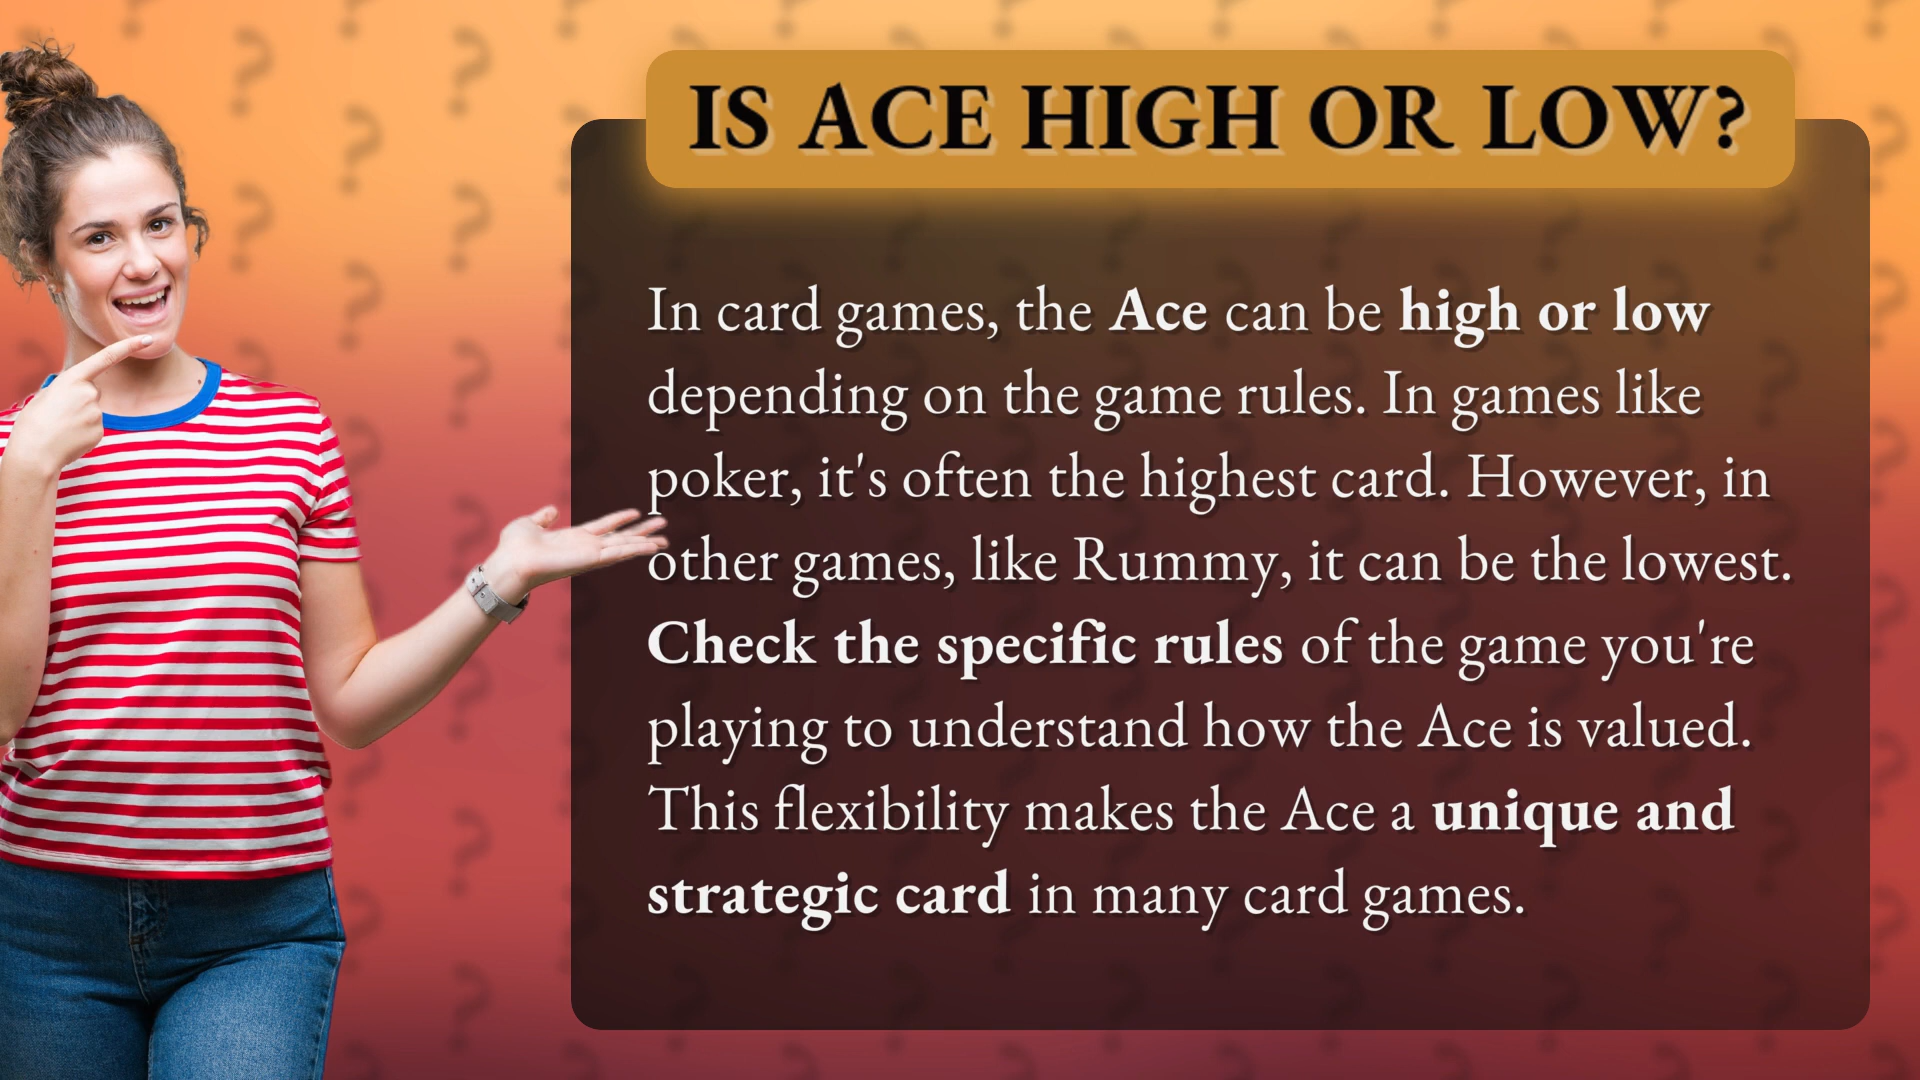 IS ACE HIGH OR LOW?
In card games, the Ace can be high or low
depending on the game rules. In games like
poker, it's often the highest card. However, in
other games, like Rummy, it can be the lowest.
Check the specific rules of the game you're
playing to understand how the Ace is valued.
This flexibility makes the Ace a unique and
strategic card in many card games.